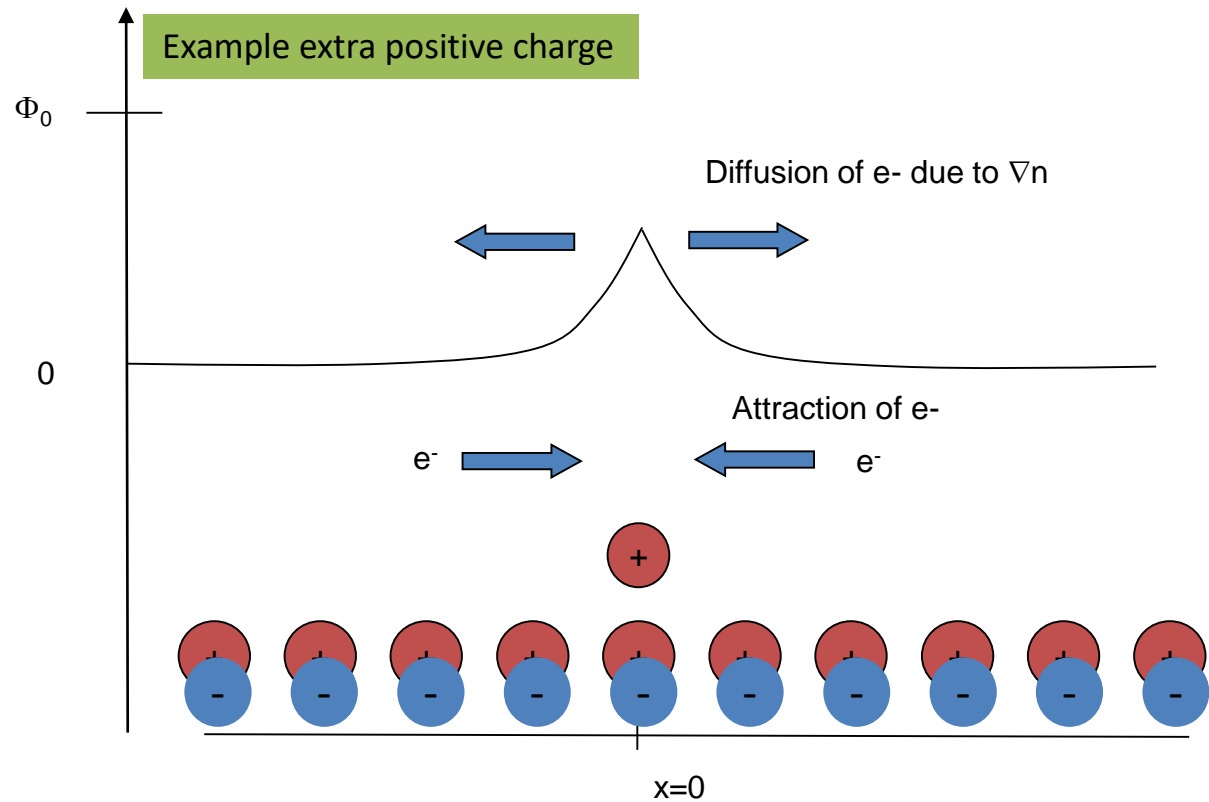 Example extra positive charge
Φ₀
Diffusion of e- due to ∇n
0
Attraction of e-
e⁻
e⁻
+
+ + + + + + + + + +
- - - - - - - - - -
x=0